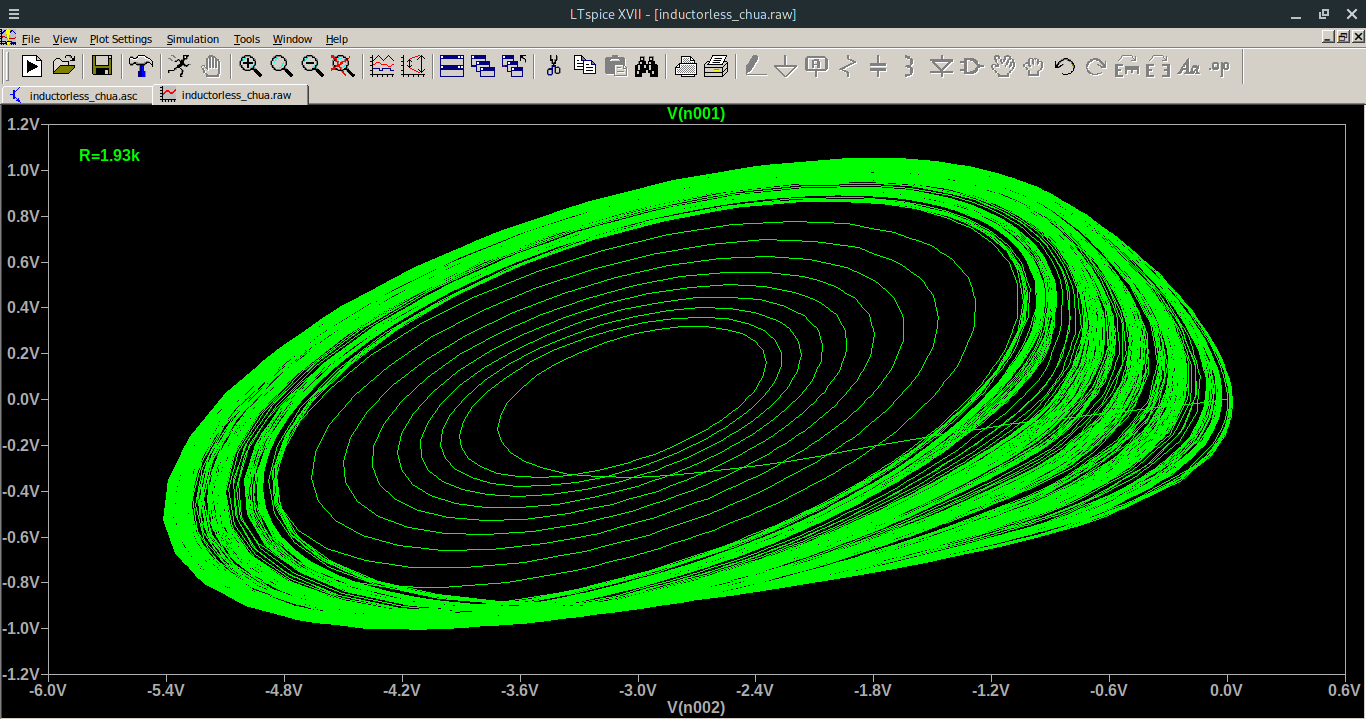 LTspice XVII - [inductorless_chua.raw]
File View Plot Settings Simulation Tools Window Help
inductorless_chua.asc inductorless_chua.raw
V(n001)
R=1.93k
1.2V
1.0V
0.8V
0.6V
0.4V
0.2V
0.0V
-0.2V
-0.4V
-0.6V
-0.8V
-1.0V
-1.2V
-6.0V -5.4V -4.8V -4.2V -3.6V -3.0V -2.4V -1.8V -1.2V -0.6V 0.0V 0.6V
V(n002)